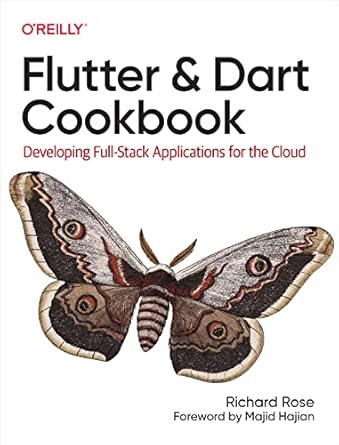 O'REILLY®
Flutter & Dart
Cookbook
Developing Full-Stack Applications for the Cloud
Richard Rose
Foreword by Majid Hajian